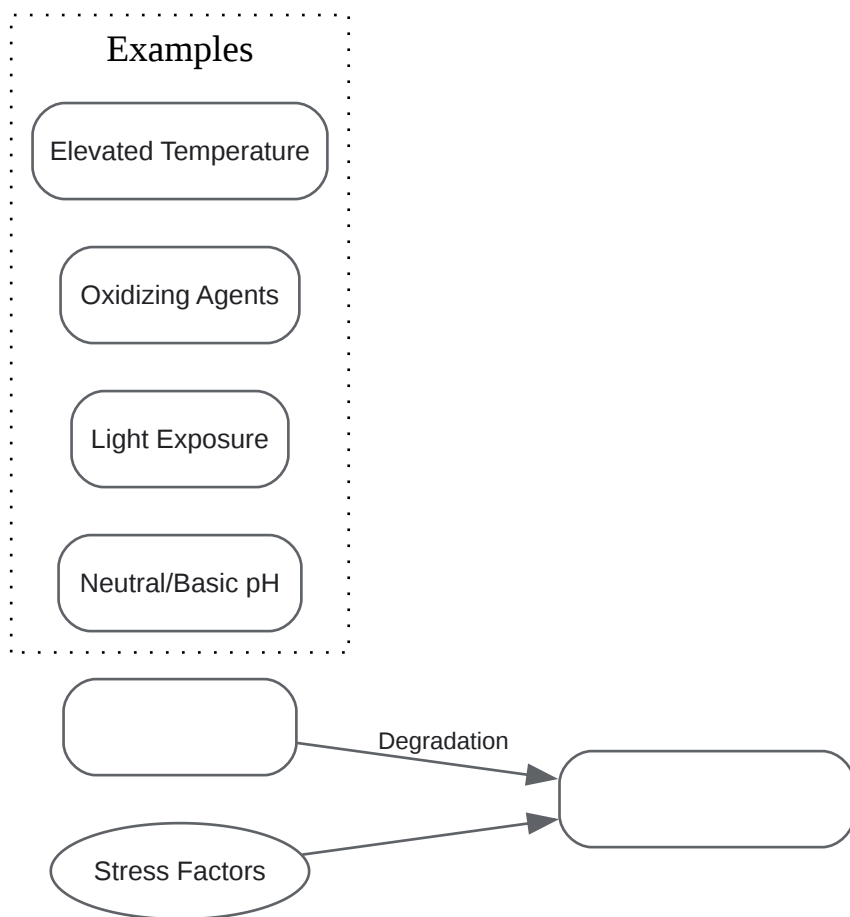 Examples
Elevated Temperature
Oxidizing Agents
Light Exposure
Neutral/Basic pH
Degradation
Stress Factors